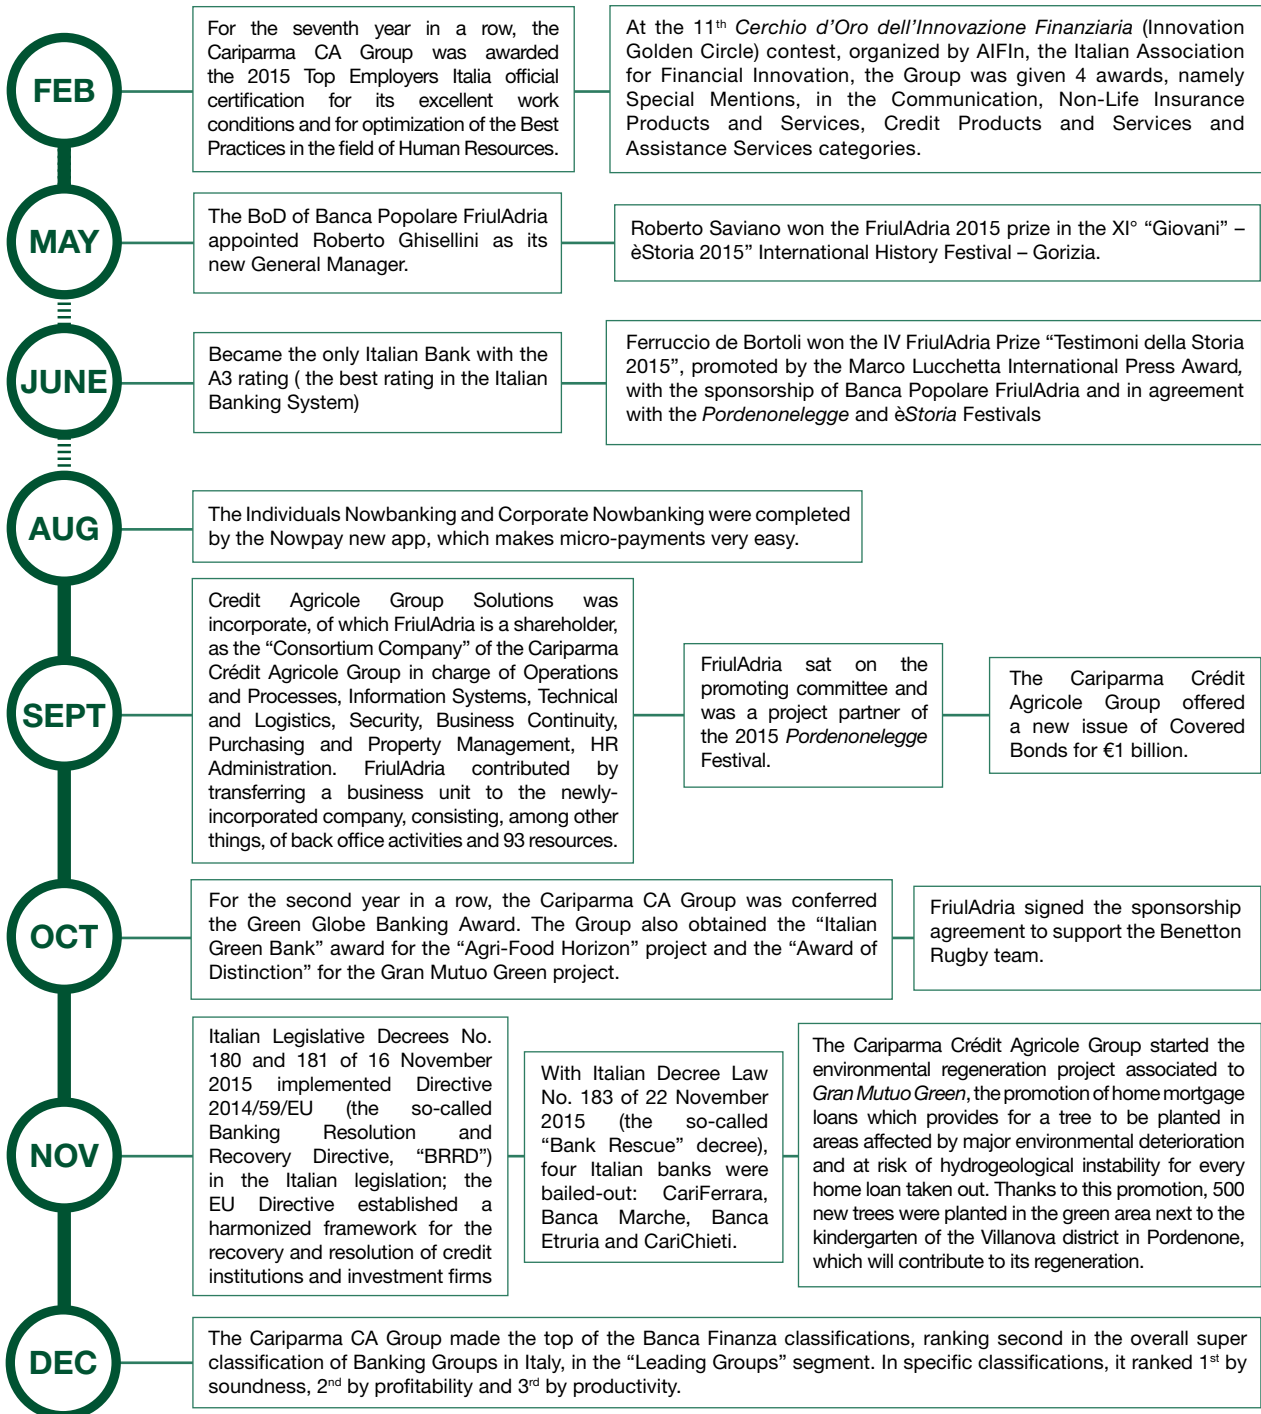 FEB
For the seventh year in a row, the
Cariparma CA Group was awarded
the 2015 Top Employers Italia official
certification for its excellent work
conditions and for optimization of the Best
Practices in the field of Human Resources.
At the 11th Cerchio d’Oro dell’Innovazione Finanziaria (Innovation
Golden Circle) contest, organized by AIFIn, the Italian Association
for Financial Innovation, the Group was given 4 awards, namely
Special Mentions, in the Communication, Non-Life Insurance
Products and Services, Credit Products and Services and
Assistance Services categories.
MAY
The BoD of Banca Popolare FriulAdria
appointed Roberto Ghisellini as its
new General Manager.
Roberto Saviano won the FriulAdria 2015 prize in the XI° “Giovani” –
èStoria 2015” International History Festival – Gorizia.
JUNE
Became the only Italian Bank with the
A3 rating ( the best rating in the Italian
Banking System)
Ferruccio de Bortoli won the IV FriulAdria Prize “Testimoni della Storia
2015”, promoted by the Marco Lucchetta International Press Award,
with the sponsorship of Banca Popolare FriulAdria and in agreement
with the Pordenonelegge and èStoria Festivals
AUG
The Individuals Nowbanking and Corporate Nowbanking were completed
by the Nowpay new app, which makes micro-payments very easy.
SEPT
Credit Agricole Group Solutions was
incorporate, of which FriulAdria is a shareholder,
as the “Consortium Company” of the Cariparma
Crédit Agricole Group in charge of Operations
and Processes, Information Systems, Technical
and Logistics, Security, Business Continuity,
Purchasing and Property Management, HR
Administration. FriulAdria contributed by
transferring a business unit to the newly-
incorporated company, consisting, among other
things, of back office activities and 93 resources.
FriulAdria sat on the
promoting committee and
was a project partner of
the 2015 Pordenonelegge
Festival.
The Cariparma Crédit
Agricole Group offered
a new issue of Covered
Bonds for €1 billion.
OCT
For the second year in a row, the Cariparma CA Group was conferred
the Green Globe Banking Award. The Group also obtained the “Italian
Green Bank” award for the “Agri-Food Horizon” project and the “Award of
Distinction” for the Gran Mutuo Green project.
FriulAdria signed the sponsorship
agreement to support the Benetton
Rugby team.
NOV
Italian Legislative Decrees No.
180 and 181 of 16 November
2015 implemented Directive
2014/59/EU (the so-called
Banking Resolution and
Recovery Directive, “BRRD”)
in the Italian legislation; the
EU Directive established a
harmonized framework for the
recovery and resolution of credit
institutions and investment firms
With Italian Decree Law
No. 183 of 22 November
2015 (the so-called
“Bank Rescue” decree),
four Italian banks were
bailed-out: CariFerrara,
Banca Marche, Banca
Etruria and CariChieti.
The Cariparma Crédit Agricole Group started the
environmental regeneration project associated to
Gran Mutuo Green, the promotion of home mortgage
loans which provides for a tree to be planted in
areas affected by major environmental deterioration
and at risk of hydrogeological instability for every
home loan taken out. Thanks to this promotion, 500
new trees were planted in the green area next to the
kindergarten of the Villanova district in Pordenone,
which will contribute to its regeneration.
DEC
The Cariparma CA Group made the top of the Banca Finanza classifications, ranking second in the overall super
classification of Banking Groups in Italy, in the “Leading Groups” segment. In specific classifications, it ranked 1st by
soundness, 2nd by profitability and 3rd by productivity.